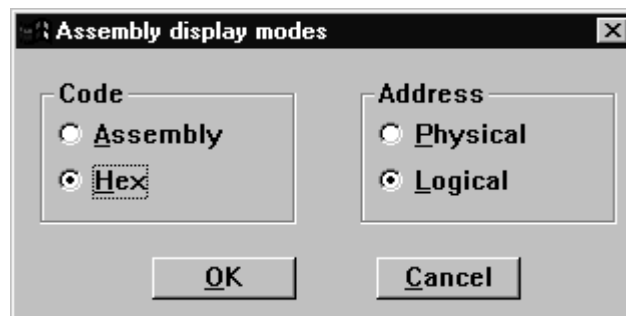 Assembly display modes
Code
Assembly
Hex
Address
Physical
Logical
OK
Cancel